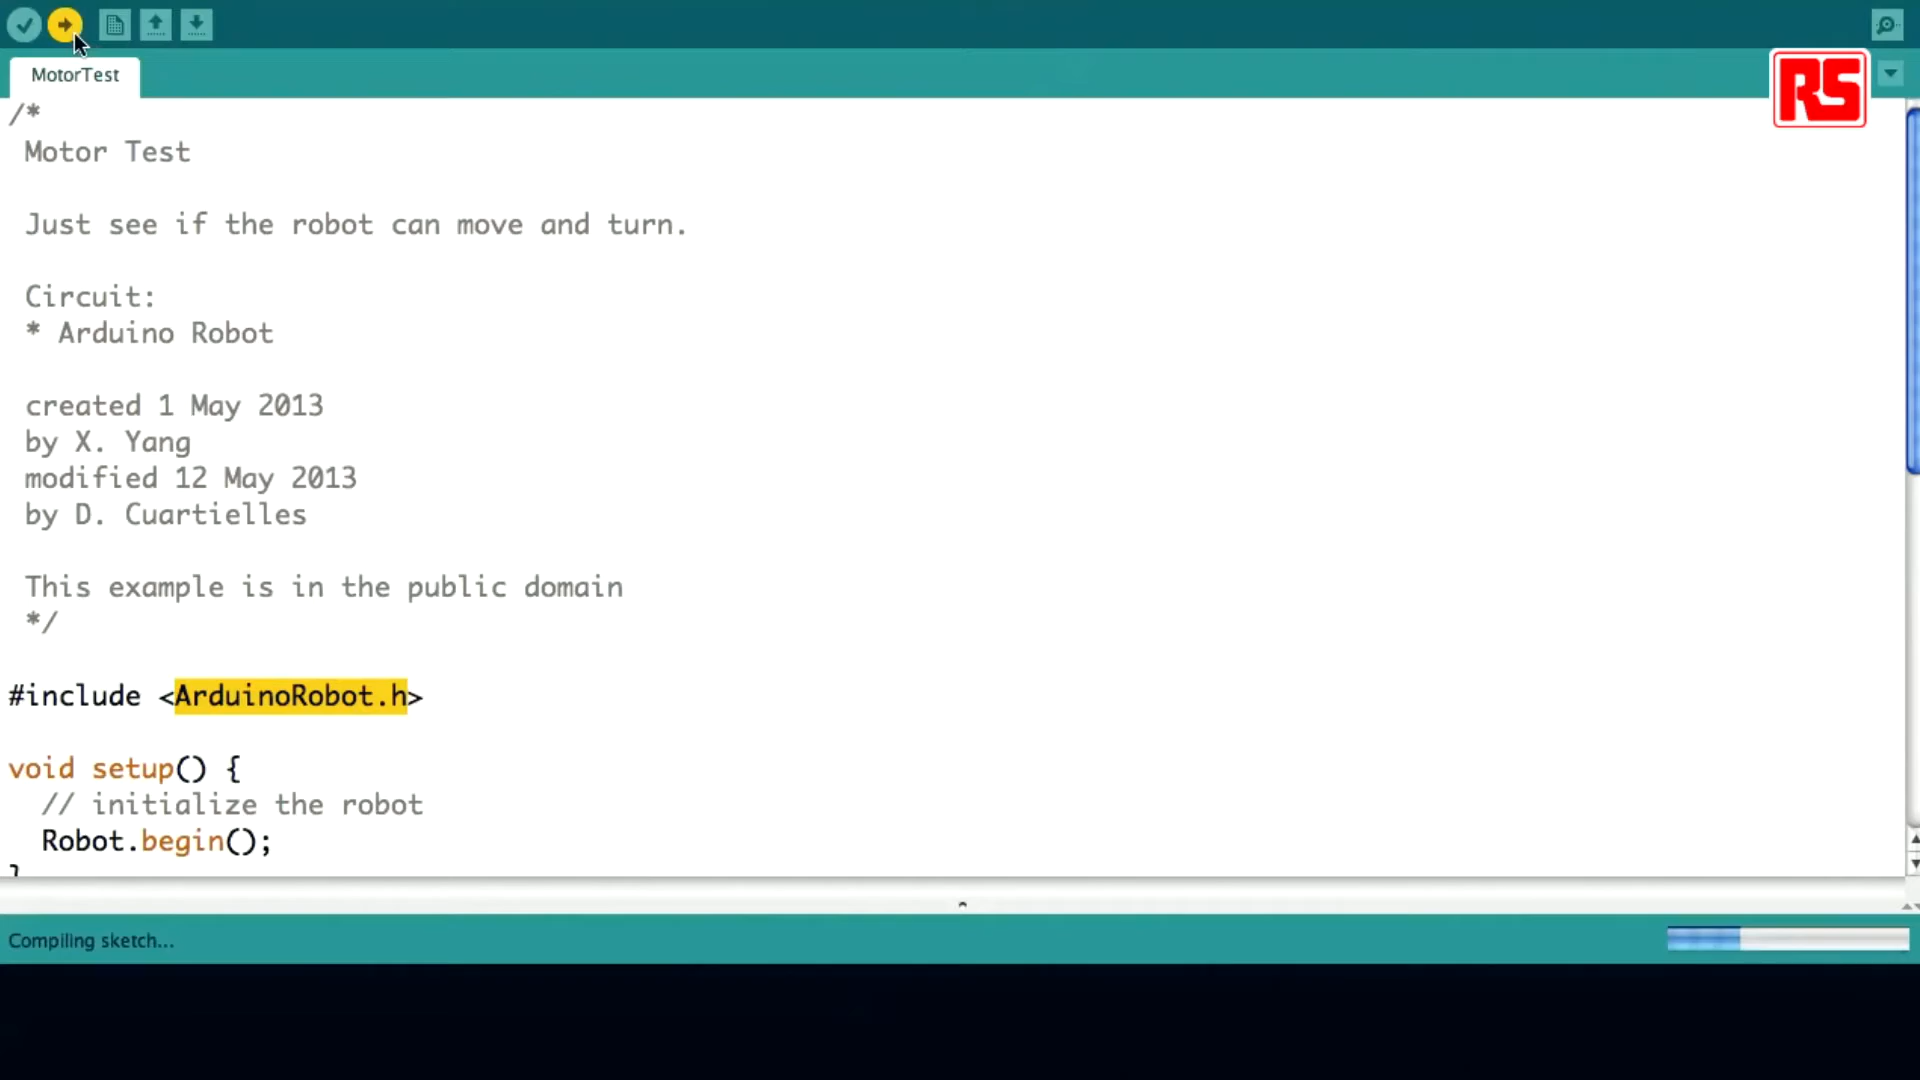 MotorTest
RS
/*
Motor Test
Just see if the robot can move and turn.
Circuit:
* Arduino Robot
created 1 May 2013
by X. Yang
modified 12 May 2013
by D. Cuartielles
This example is in the public domain
*/
#include <ArduinoRobot.h>
void setup() {
// initialize the robot
Robot.begin();
}
Compiling sketch...